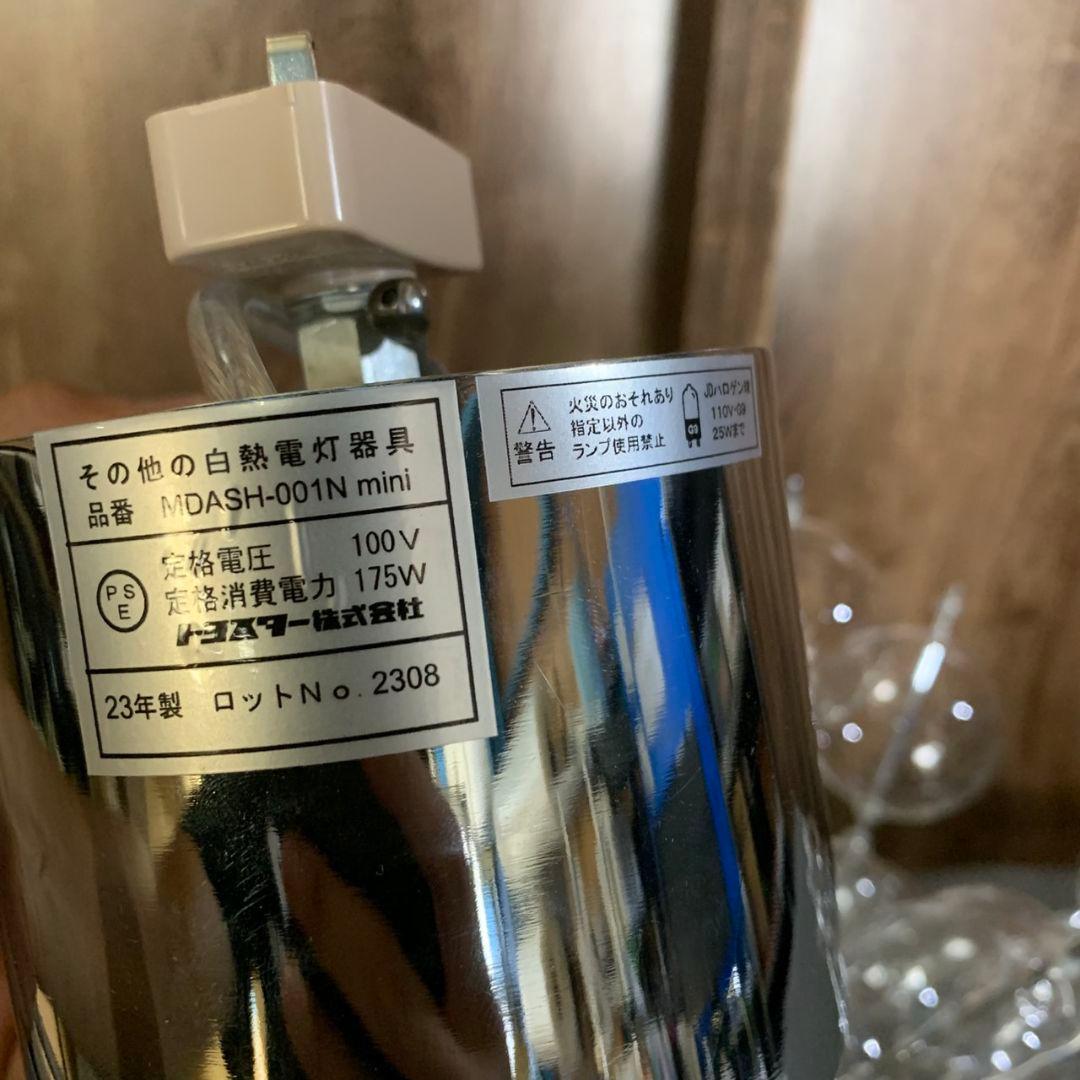 その他の白熱電灯器具
品番 MDASH-001N mini
PSE
定格電圧 100V
定格消費電力 175W
トヨスター株式会社
23年製 ロットNo. 2308
警告
火災のおそれあり
指定以外の
ランプ使用禁止
G9
JDハロゲン球
110V・G9
25Wまで